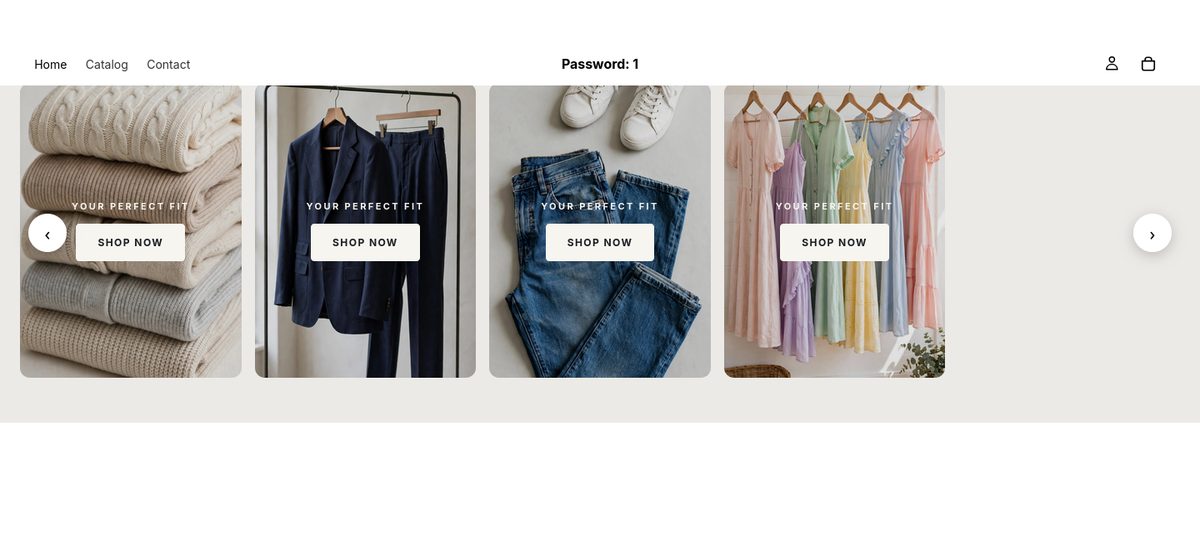 Home Catalog Contact Password: 1
YOUR PERFECT FIT YOUR PERFECT FIT YOUR PERFECT FIT YOUR PERFECT FIT
SHOP NOW SHOP NOW SHOP NOW SHOP NOW